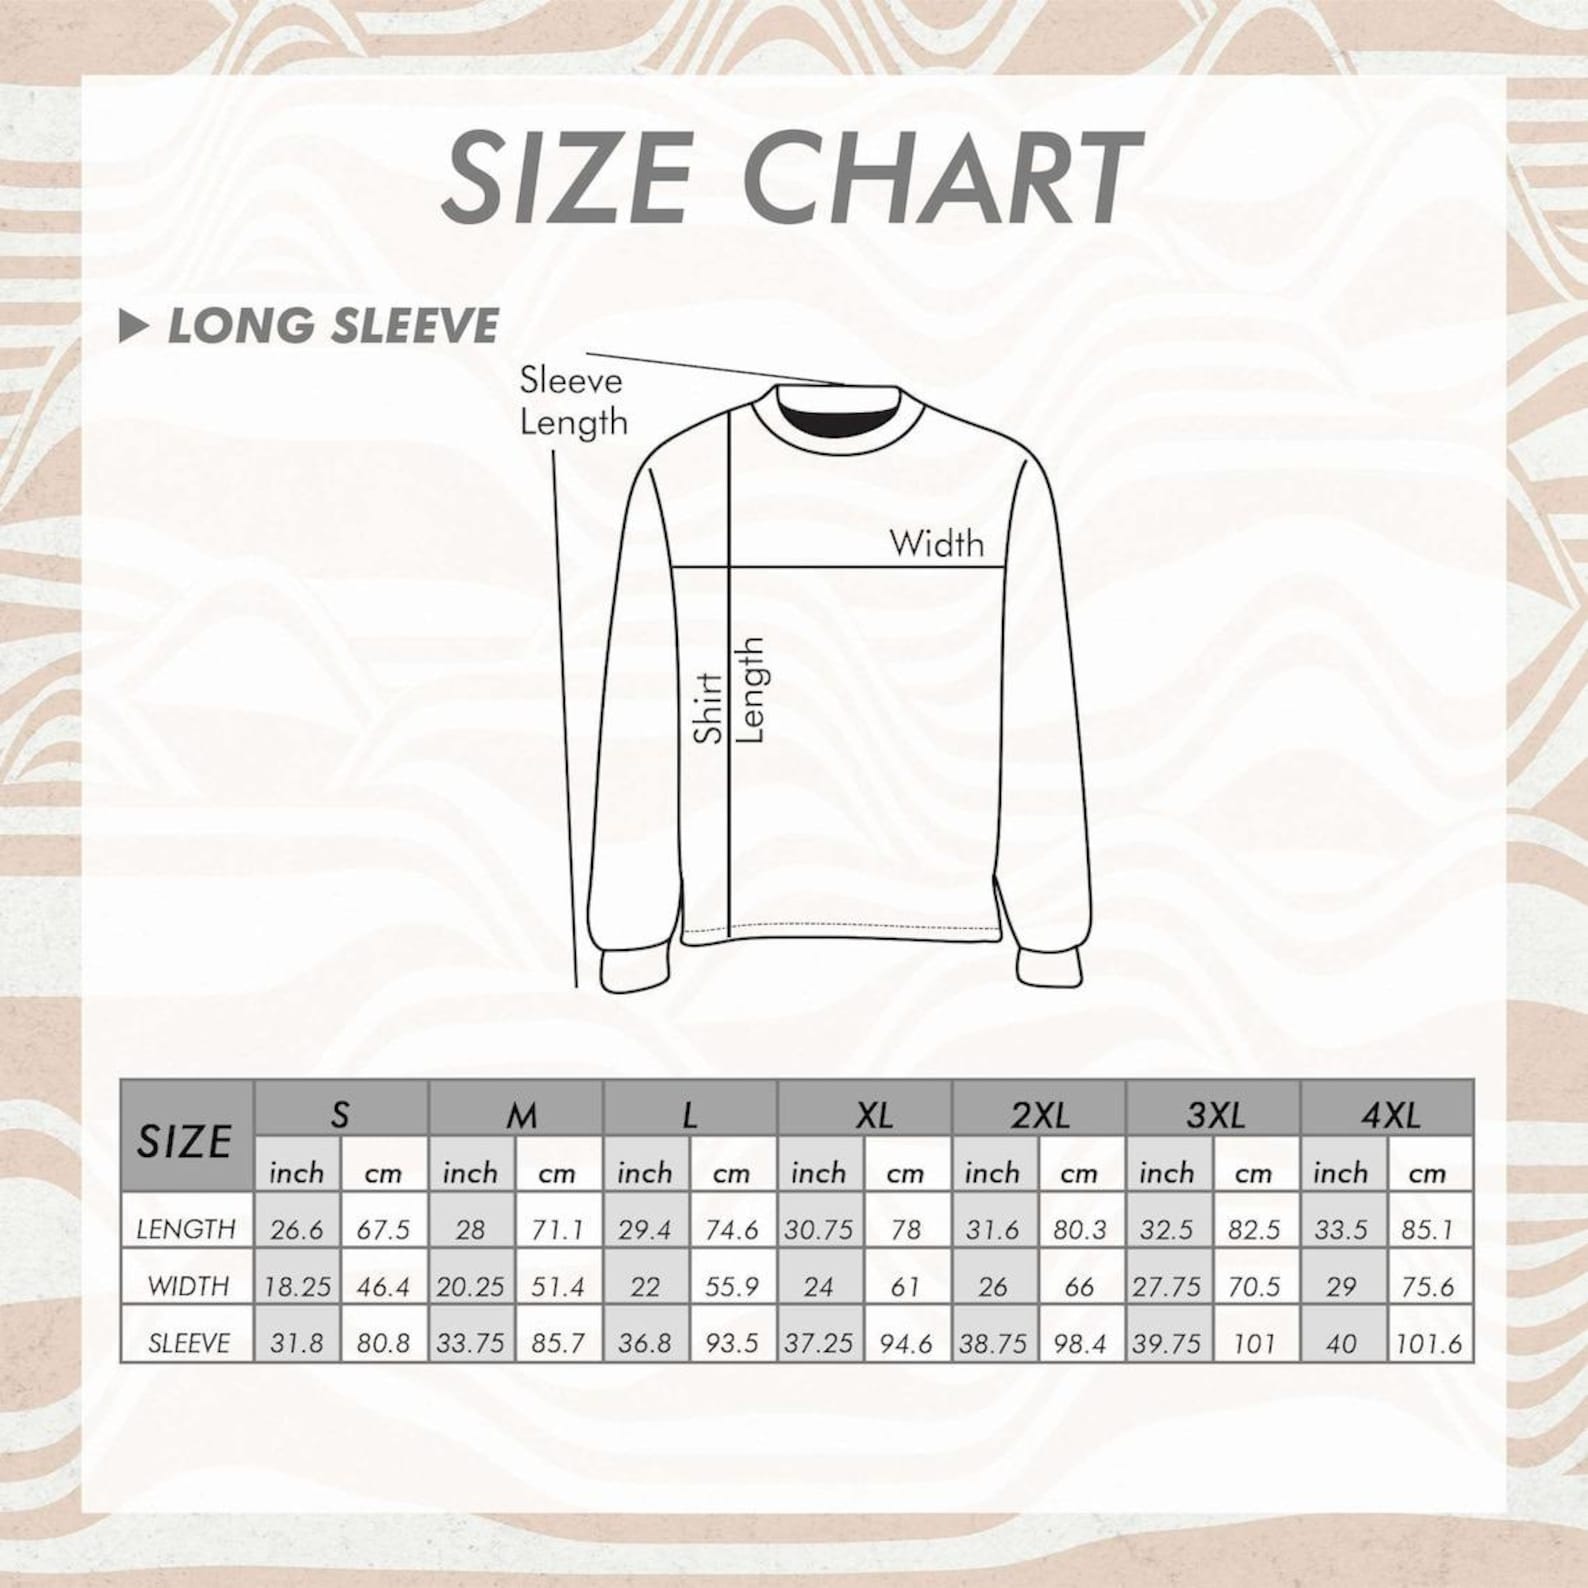 SIZE CHART
LONG SLEEVE
Sleeve
Length
Width
Shirt
Length
SIZE S M L XL 2XL 3XL 4XL
inch cm inch cm inch cm inch cm inch cm inch cm inch cm
LENGTH 26.6 67.5 28 71.1 29.4 74.6 30.75 78 31.6 80.3 32.5 82.5 33.5 85.1
WIDTH 18.25 46.4 20.25 51.4 22 55.9 24 61 26 66 27.75 70.5 29 75.6
SLEEVE 31.8 80.8 33.75 85.7 36.8 93.5 37.25 94.6 38.75 98.4 39.75 101 40 101.6